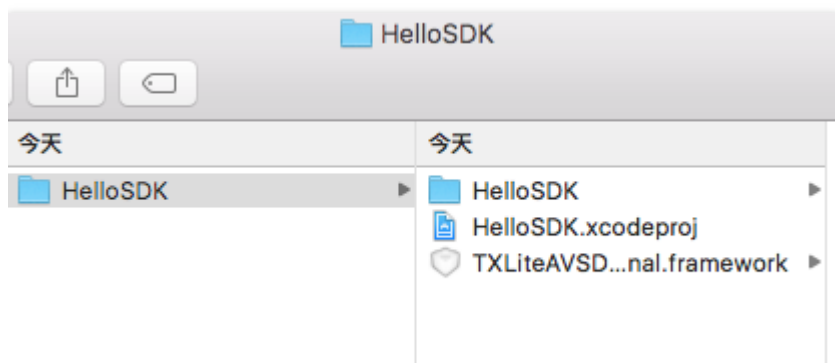 HelloSDK
今天
HelloSDK
今天
HelloSDK
HelloSDK.xcodeproj
TXLiteAVSD...nal.framework